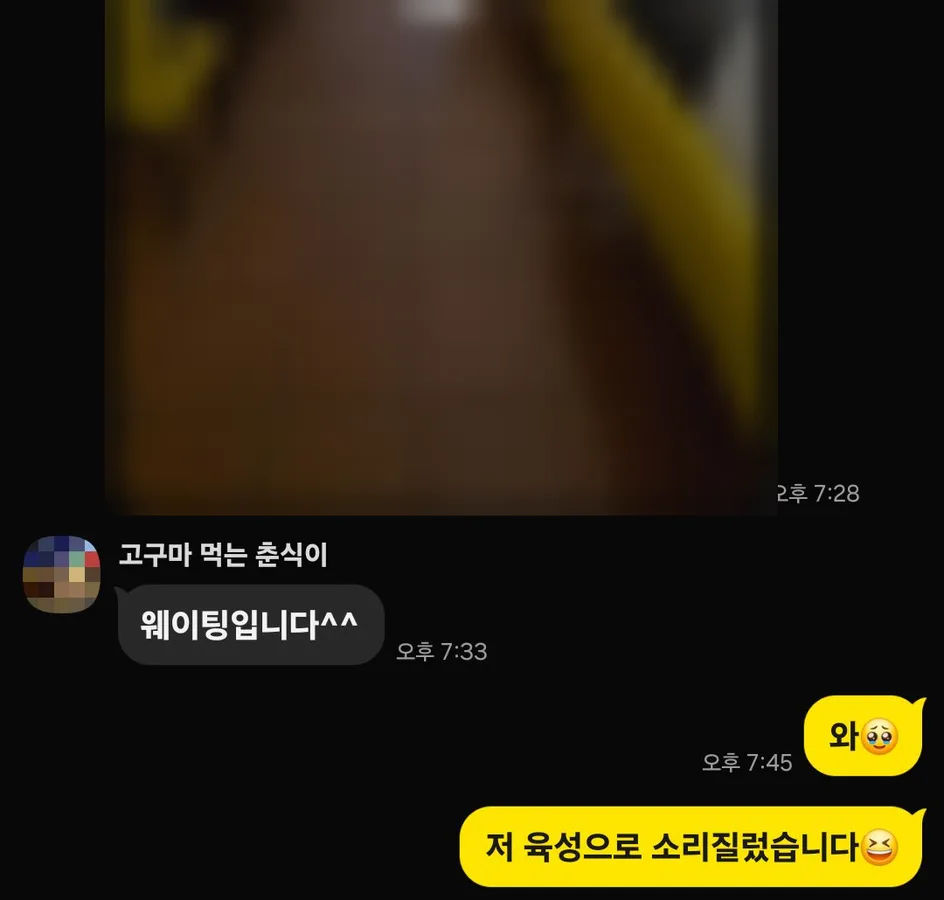 오후 7:28
고구마 먹는 춘식이
웨이팅입니다^^
오후 7:33
와🥹
오후 7:45
저 육성으로 소리질렀습니다😆